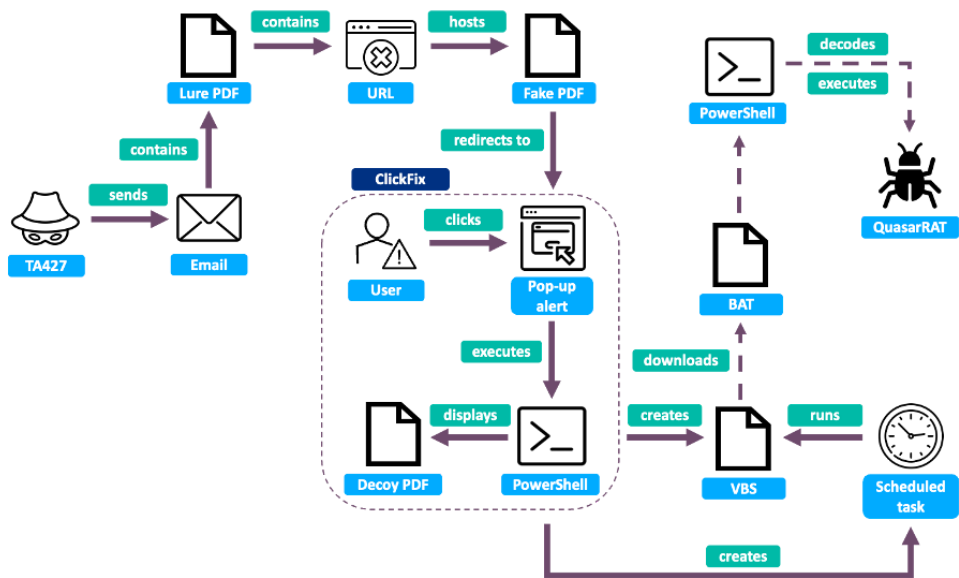 contains
hosts
Lure PDF
URL
Fake PDF
decodes
executes
PowerShell
contains
redirects to
ClickFix
sends
clicks
TA427
Email
User
Pop-up
alert
QuasarRAT
BAT
executes
downloads
displays
creates
runs
Decoy PDF
PowerShell
VBS
Scheduled
task
creates